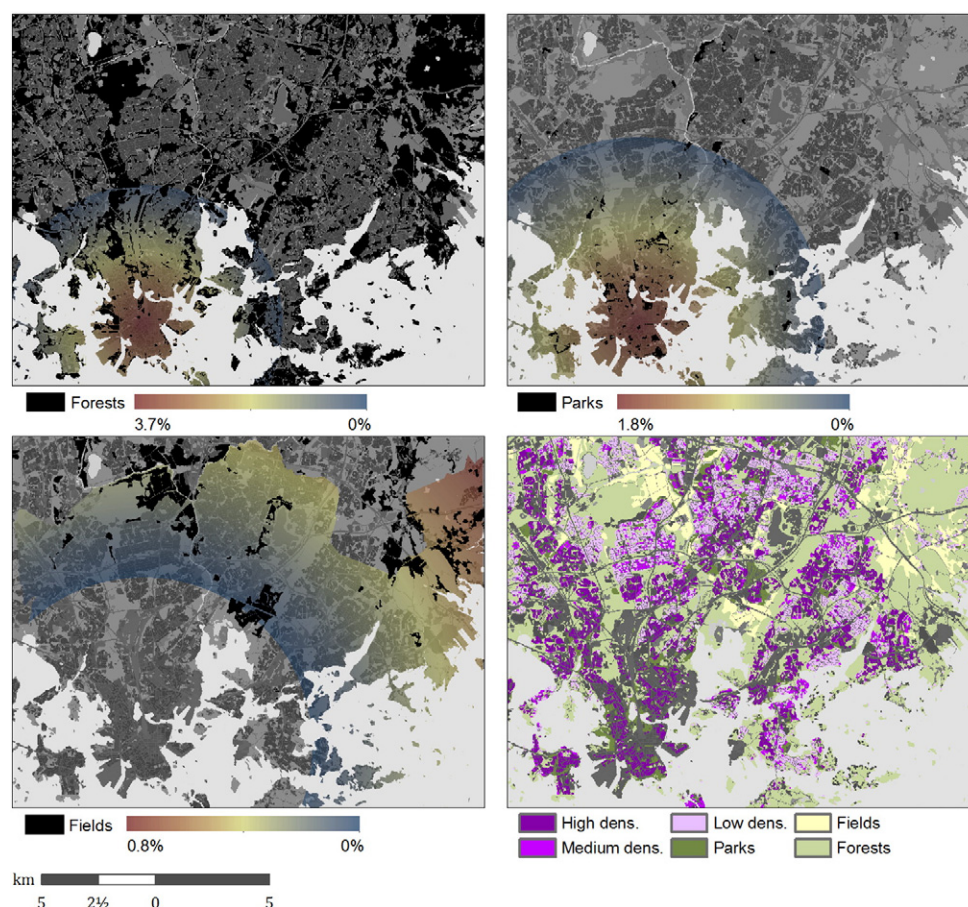 Forests
3.7% 0%
Parks
1.8% 0%
Fields
0.8% 0%
High dens. Low dens. Fields
Medium dens. Parks Forests
km
5 2½ 0 5